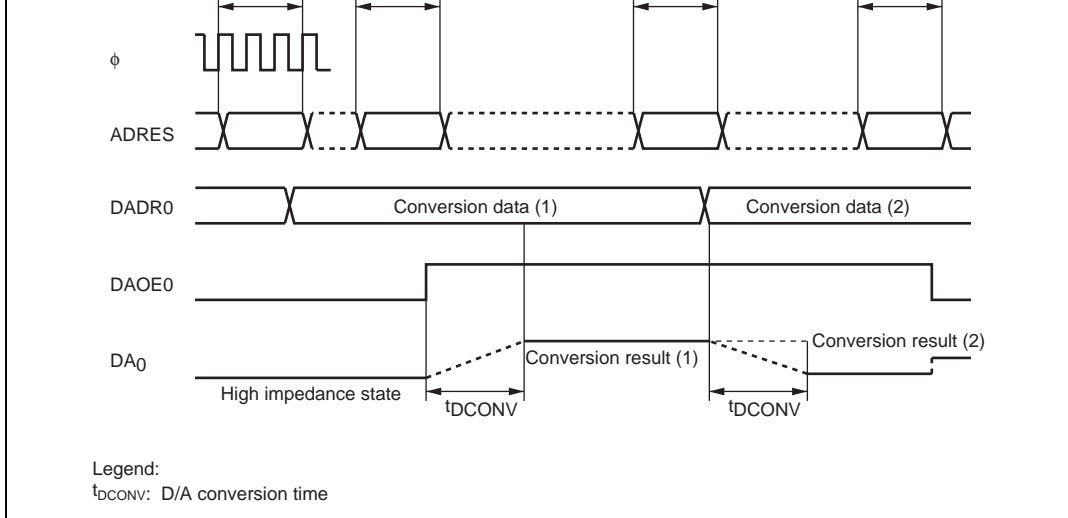 ϕ
ADRES
DADR0
Conversion data (1)
Conversion data (2)
DAOE0
DA0
Conversion result (1)
Conversion result (2)
High impedance state
tDCONV
tDCONV
Legend:
tDCONV: D/A conversion time